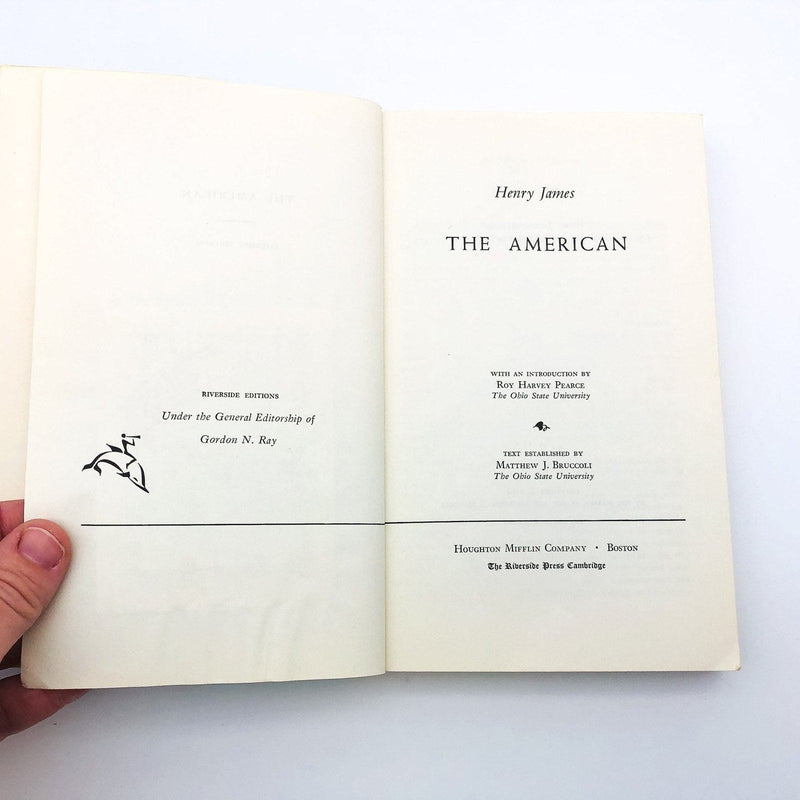 RIVERSIDE EDITIONS
Under the General Editorship of
Gordon N. Ray
Henry James
THE AMERICAN
WITH AN INTRODUCTION BY
ROY HARVEY PEARCE
The Ohio State University
TEXT ESTABLISHED BY
MATTHEW J. BRUCCOLI
The Ohio State University
HOUGHTON MIFFLIN COMPANY · BOSTON
The Riverside Press Cambridge